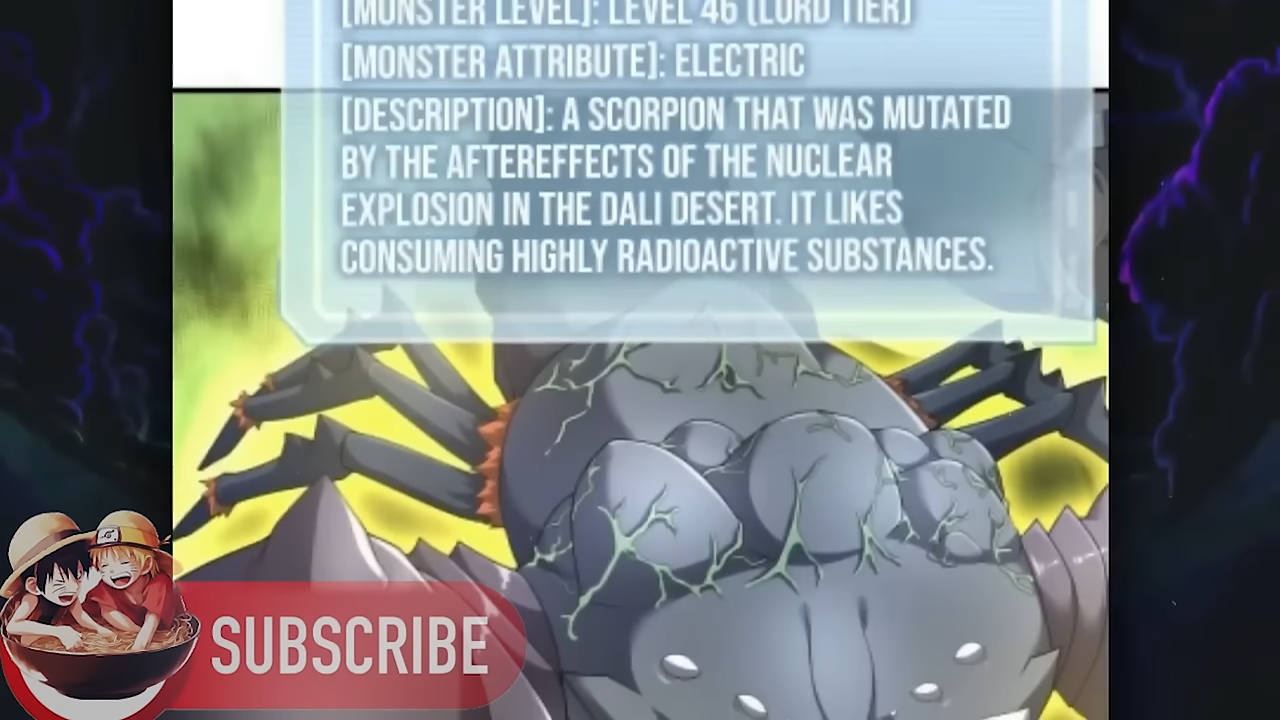 [MONSTER LEVEL]: LEVEL 46 (LORD TIER)
[MONSTER ATTRIBUTE]: ELECTRIC
[DESCRIPTION]: A SCORPION THAT WAS MUTATED
BY THE AFTEREFFECTS OF THE NUCLEAR
EXPLOSION IN THE DALI DESERT. IT LIKES
CONSUMING HIGHLY RADIOACTIVE SUBSTANCES.
SUBSCRIBE